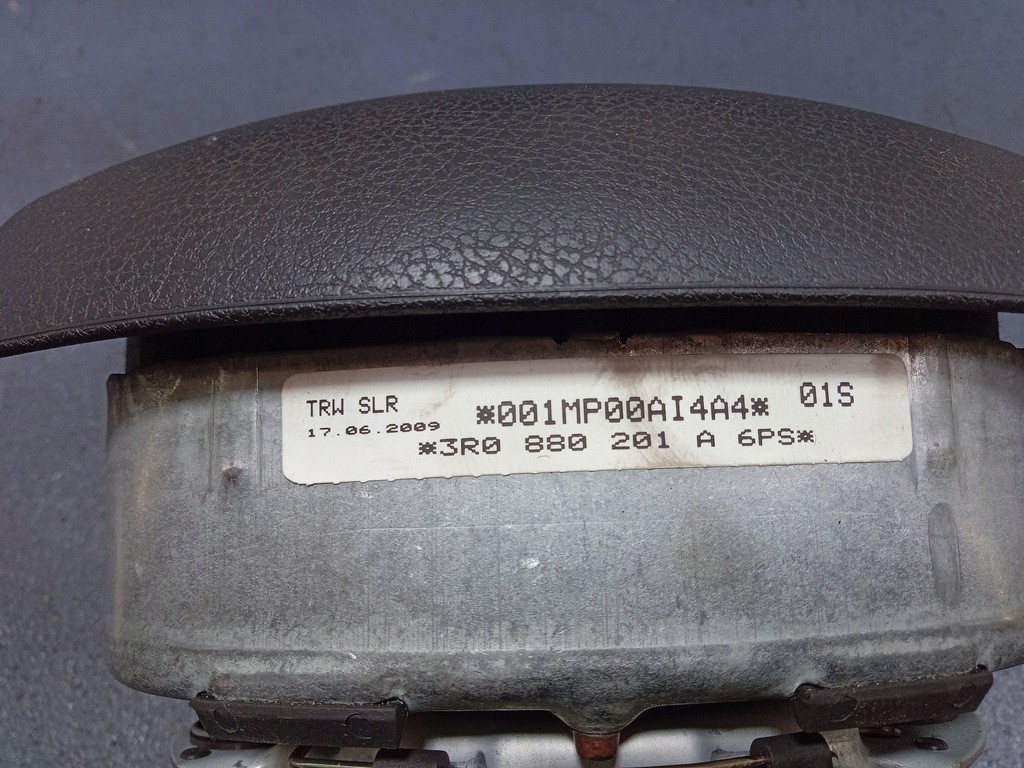 TRW SLR
17.06.2009
*001MP00AI4A4*
01S
*3R0 880 201 A 6PS*